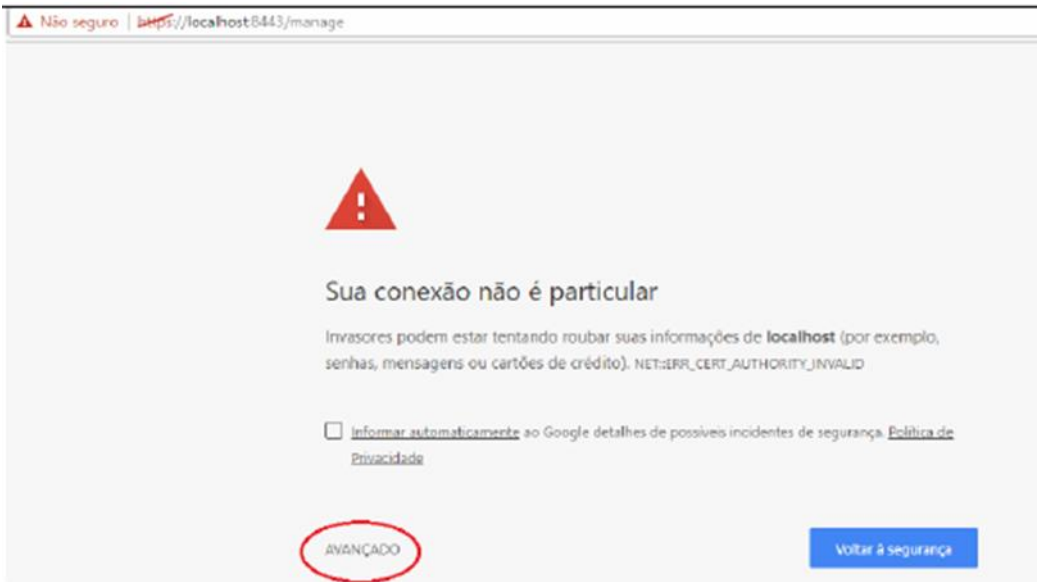 Não seguro | https://localhost:8443/manage
Sua conexão não é particular
Invasores podem estar tentando roubar suas informações de localhost (por exemplo,
senhas, mensagens ou cartões de crédito). NET::ERR_CERT_AUTHORITY_INVALID
Informar automaticamente ao Google detalhes de possíveis incidentes de segurança. Política de
Privacidade
AVANÇADO
Voltar à segurança